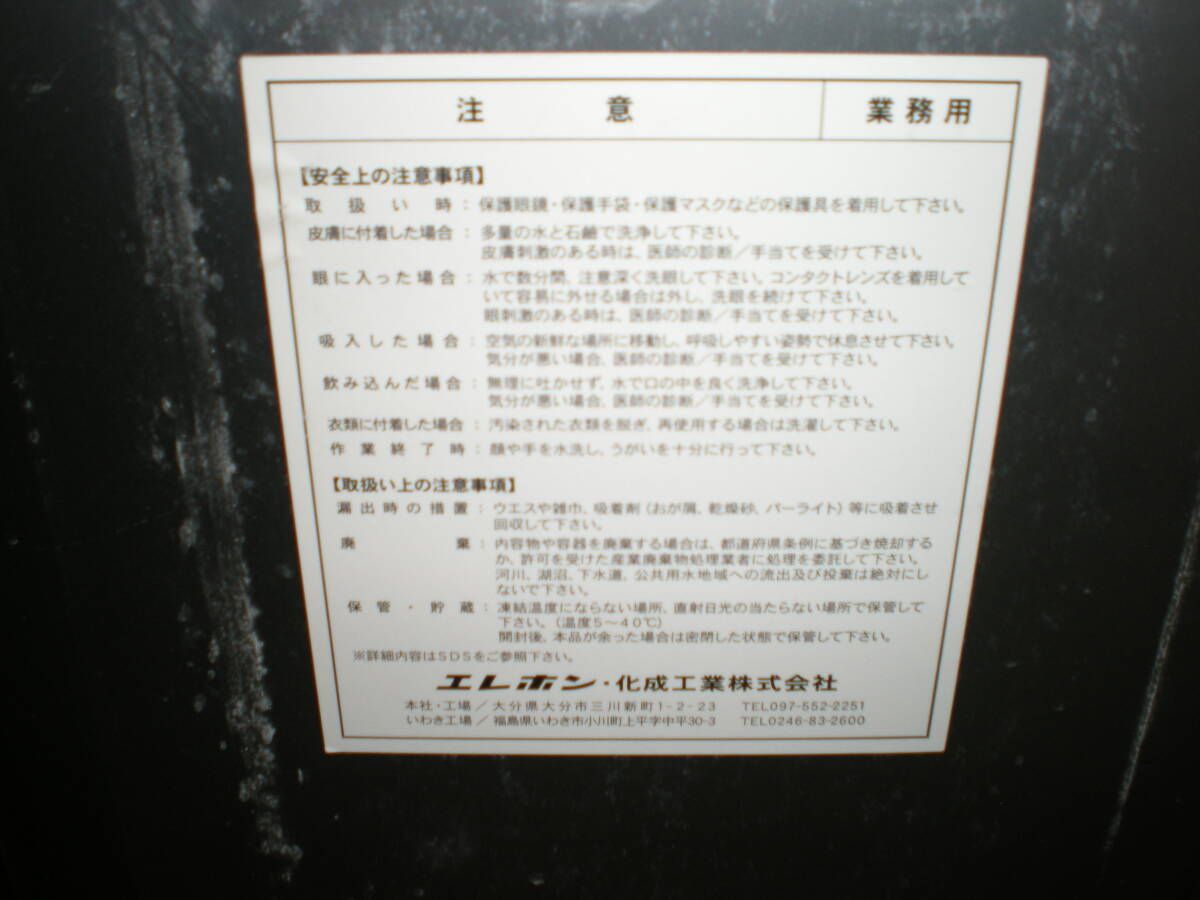 注意 業務用
【安全上の注意事項】
取扱い時：保護眼鏡・保護手袋・保護マスクなどの保護具を着用して下さい。
皮膚に付着した場合：多量の水と石鹸で洗浄して下さい。
皮膚刺激のある時は、医師の診断／手当てを受けて下さい。
眼に入った場合：水で数分間、注意深く洗眼して下さい。コンタクトレンズを着用して
いて容易に外せる場合は外し、洗眼を続けて下さい。
眼刺激のある時は、医師の診断／手当てを受けて下さい。
吸入した場合：空気の新鮮な場所に移動し、呼吸しやすい姿勢で休息させて下さい。
気分が悪い場合、医師の診断／手当てを受けて下さい。
飲み込んだ場合：無理に吐かせず、水で口の中を良く洗浄して下さい。
気分が悪い場合、医師の診断／手当てを受けて下さい。
衣類に付着した場合：汚染された衣類を脱ぎ、再使用する場合は洗濯して下さい。
作業終了時：顔や手を水洗し、うがいを十分に行って下さい。
【取扱い上の注意事項】
漏出時の措置：ウエスや雑巾、吸着剤（おが屑、乾燥砂、パーライト）等に吸着させ
回収して下さい。
廃棄：内容物や容器を廃棄する場合は、都道府県条例に基づき焼却する
か、許可を受けた産業廃棄物処理業者に処理を委託して下さい。
河川、湖沼、下水道、公共用水地域への流出及び投棄は絶対にし
ないで下さい。
保管・貯蔵：凍結温度にならない場所、直射日光の当たらない場所で保管して
下さい。（温度5～40℃）
開封後、本品が余った場合は密閉した状態で保管して下さい。
※詳細内容はSDSをご参照下さい。
エレホン・化成工業株式会社
本社・工場／大分県大分市三川新町1-2-23 TEL097-552-2251
いわき工場／福島県いわき市小川町上平字中平30-3 TEL0246-83-2600